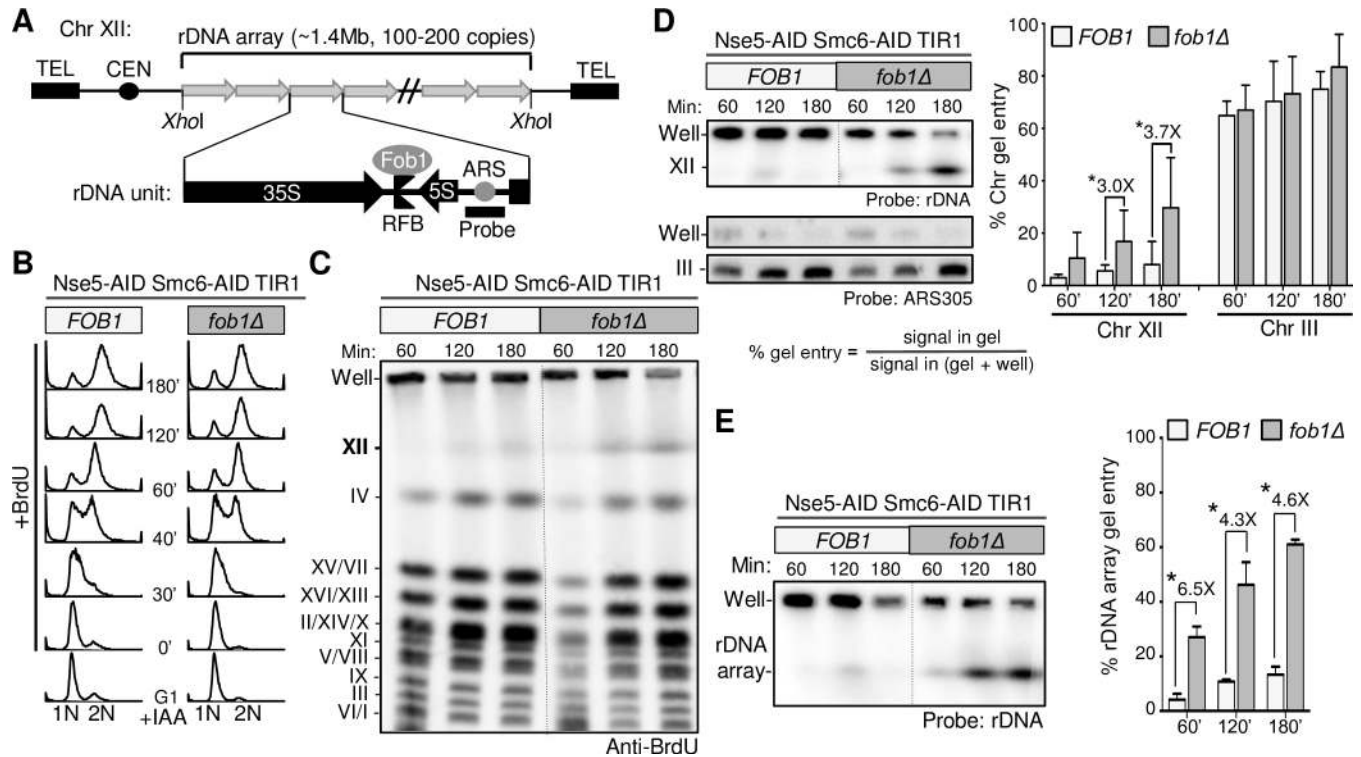 A
Chr XII:
rDNA array (~1.4Mb, 100-200 copies)
TEL CEN TEL
XhoI XhoI
Fob1 ARS
rDNA unit: 35S 5S
RFB Probe
B
Nse5-AID Smc6-AID TIR1
FOB1 fob1Δ
+BrdU
180'
120'
60'
40'
30'
0'
G1
1N 2N +IAA 1N 2N
C
Nse5-AID Smc6-AID TIR1
FOB1 fob1Δ
Min: 60 120 180 60 120 180
Well
XII
IV
XV/VII
XVI/XIII
II/XIV/X
XI
V/VIII
IX
III
VI/I
Anti-BrdU
D
Nse5-AID Smc6-AID TIR1
FOB1 fob1Δ
Min: 60 120 180 60 120 180
Well
XII
Probe: rDNA
Well
III
Probe: ARS305
% gel entry = signal in gel
signal in (gel + well)
FOB1 fob1Δ
% Chr gel entry
100
80
60
40
20
0
*3.0X
*3.7X
60' 120' 180' 60' 120' 180'
Chr XII Chr III
E
Nse5-AID Smc6-AID TIR1
FOB1 fob1Δ
Min: 60 120 180 60 120 180
Well
rDNA
array
Probe: rDNA
FOB1 fob1Δ
% rDNA array gel entry
100
80
60
40
20
0
* 6.5X
* 4.3X
* 4.6X
60' 120' 180'